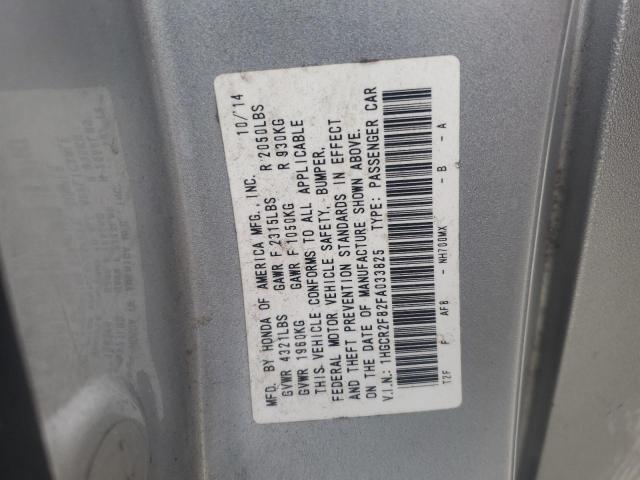 MFD. BY HONDA OF AMERICA MFG., INC. 10/'14
GVWR 4321LBS GAWR F 2315LBS R 2050LBS
GVWR 1960KG GAWR F 1050KG R 930KG
THIS VEHICLE CONFORMS TO ALL APPLICABLE
FEDERAL MOTOR VEHICLE SAFETY, BUMPER,
AND THEFT PREVENTION STANDARDS IN EFFECT
ON THE DATE OF MANUFACTURE SHOWN ABOVE.
V.I.N.: 1HGCR2F82FA033825 TYPE: PASSENGER CAR
T2F F AF8 - NH700MX - B - A